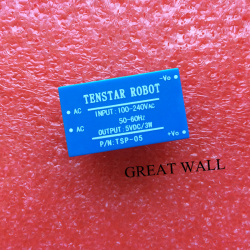 -Vo
TENSTAR ROBOT
AC
INPUT:100-240VAC
50-60Hz
AC
OUTPUT:5VDC/3W
P/N:TSP-05
+Vo
GREAT WALL